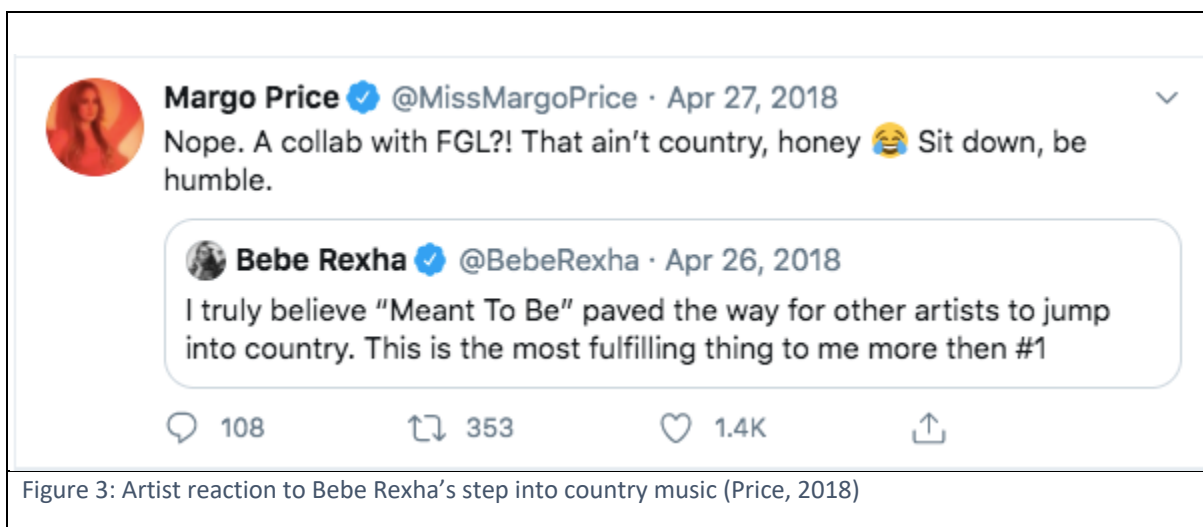 Margo Price @MissMargoPrice · Apr 27, 2018
Nope. A collab with FGL?! That ain't country, honey 😂 Sit down, be
humble.
Bebe Rexha @BebeRexha · Apr 26, 2018
I truly believe “Meant To Be” paved the way for other artists to jump
into country. This is the most fulfilling thing to me more then #1
108 353 1.4K
Figure 3: Artist reaction to Bebe Rexha’s step into country music (Price, 2018)